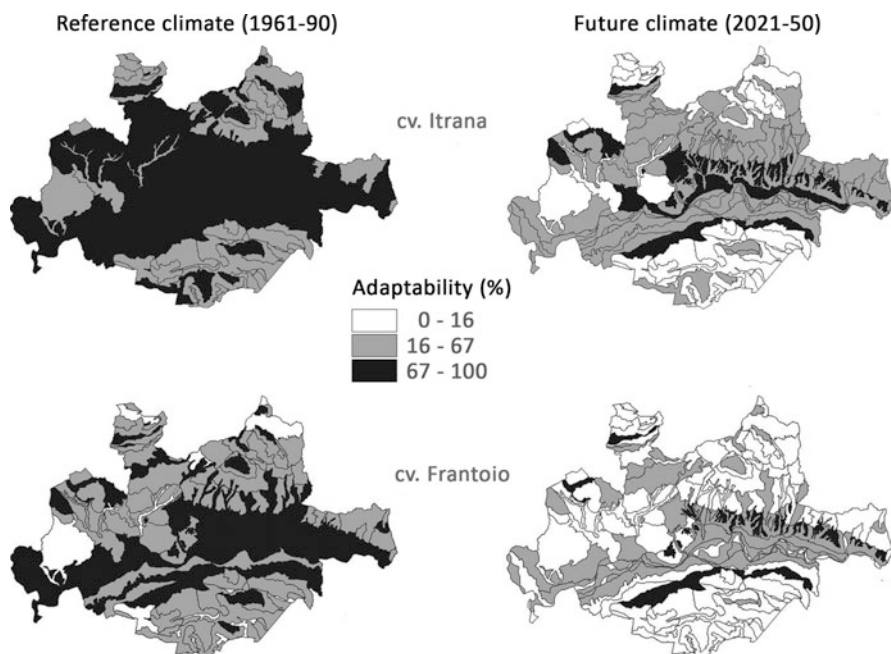 Reference climate (1961-90)
Future climate (2021-50)
cv. Itrana
Adaptability (%)
0 - 16
16 - 67
67 - 100
cv. Frantoio